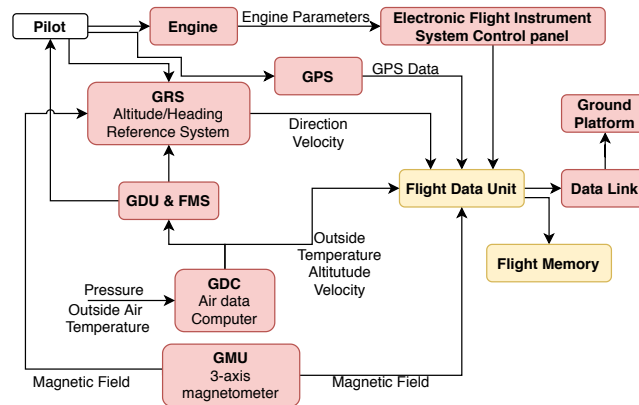 Pilot
Engine
Engine Parameters
Electronic Flight Instrument
System Control panel
GPS
GPS Data
GRS
Altitude/Heading
Reference System
Direction
Velocity
Ground
Platform
GDU & FMS
Flight Data Unit
Data Link
Outside
Temperature
Altitutude
Velocity
Flight Memory
Pressure
Outside Air
Temperature
GDC
Air data
Computer
GMU
3-axis
magnetometer
Magnetic Field
Magnetic Field